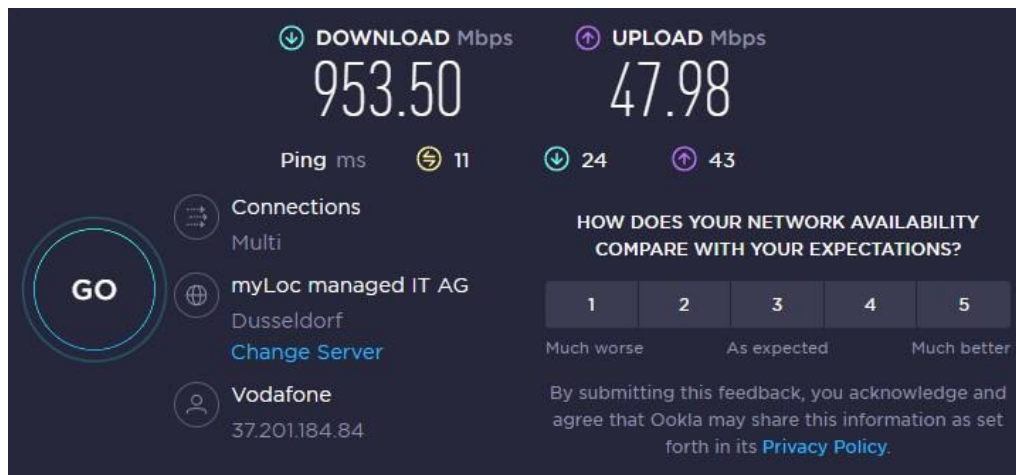 DOWNLOAD Mbps
953.50
UPLOAD Mbps
47.98
Ping ms 11 24 43
GO
Connections
Multi
myLoc managed IT AG
Dusseldorf
Change Server
Vodafone
37.201.184.84
HOW DOES YOUR NETWORK AVAILABILITY
COMPARE WITH YOUR EXPECTATIONS?
1 2 3 4 5
Much worse As expected Much better
By submitting this feedback, you acknowledge and
agree that Ookla may share this information as set
forth in its Privacy Policy.